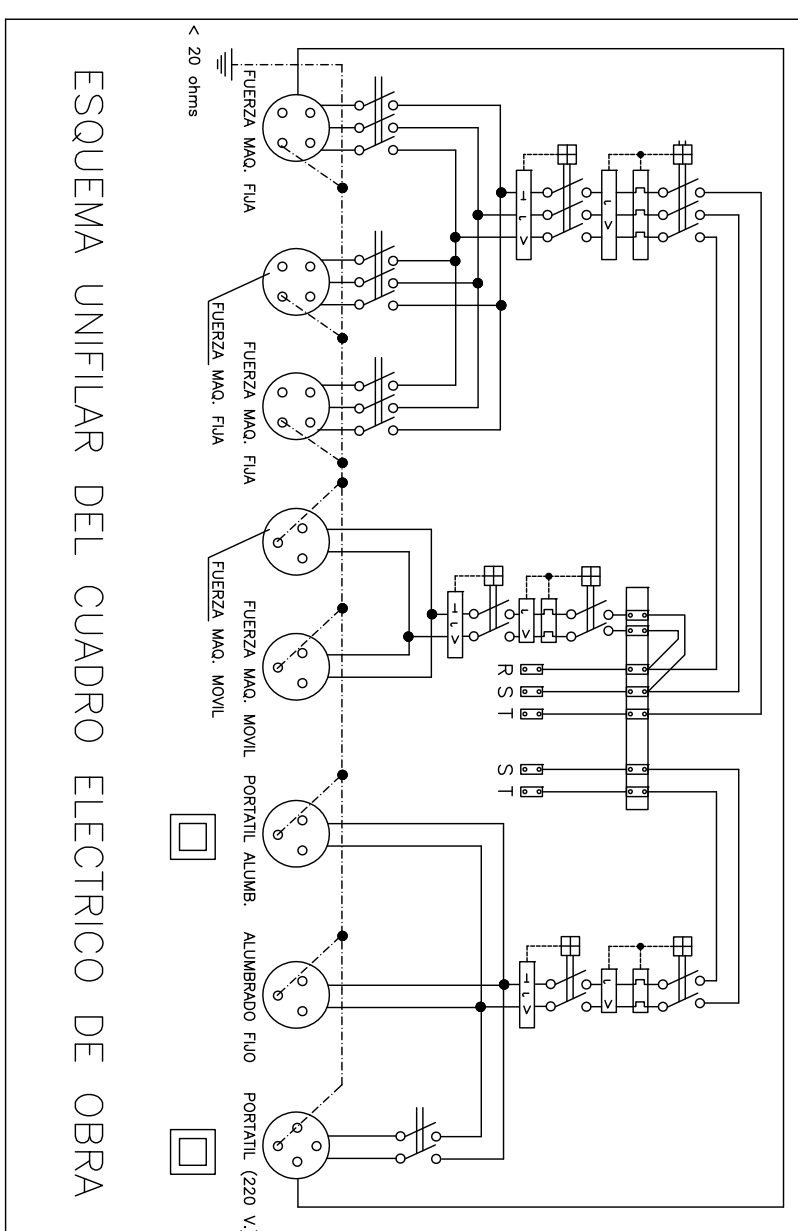 R S T
S T
< 20 ohms
FUERZA MAQ. FIJA
FUERZA MAQ. FIJA
FUERZA MAQ. FIJA
FUERZA MAQ. MOVIL
FUERZA MAQ. MOVIL
PORTATIL ALUMB.
ALUMBRADO FIJO
PORTATIL (220 V.
ESQUEMA UNIFILAR DEL CUADRO ELECTRICO DE OBRA